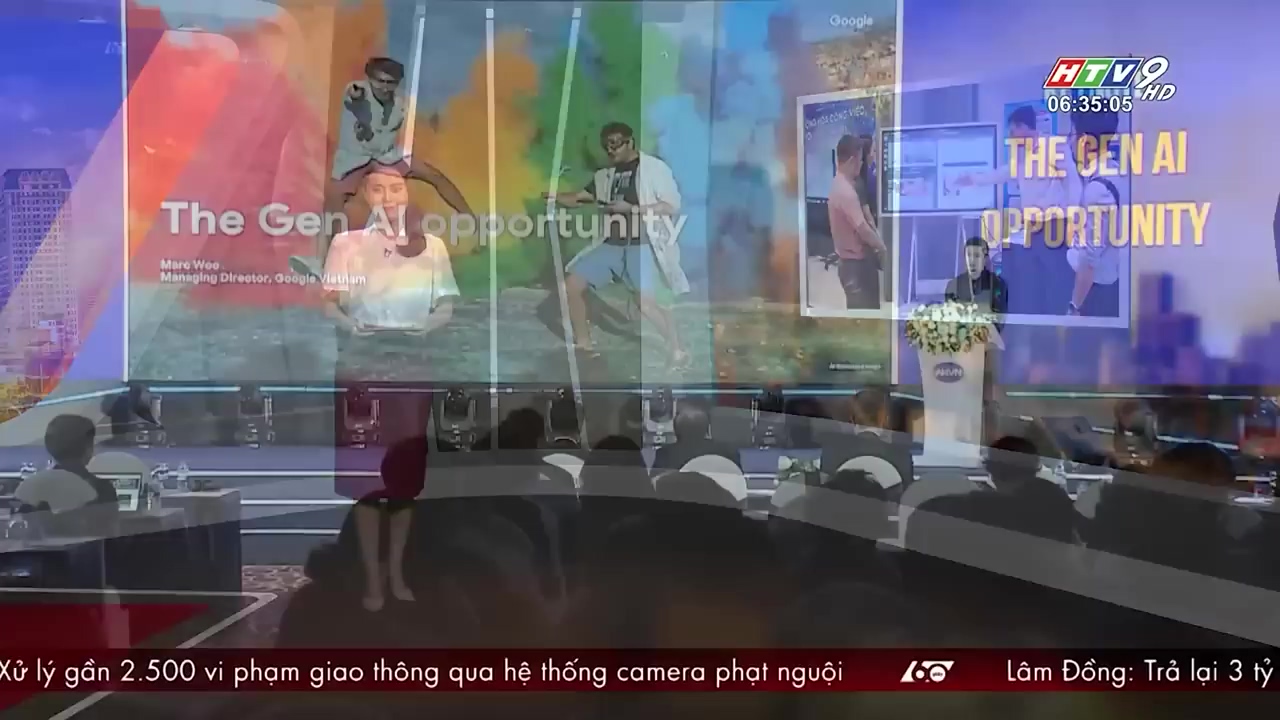 Google
HTV9
HD
06:35:05
THE GEN AI
OPPORTUNITY
The Gen AI opportunity
Marc Woo
Managing Director, Google Vietnam
Xử lý gần 2.500 vi phạm giao thông qua hệ thống camera phạt nguội
60
Lâm Đồng: Trả lại 3 tỷ